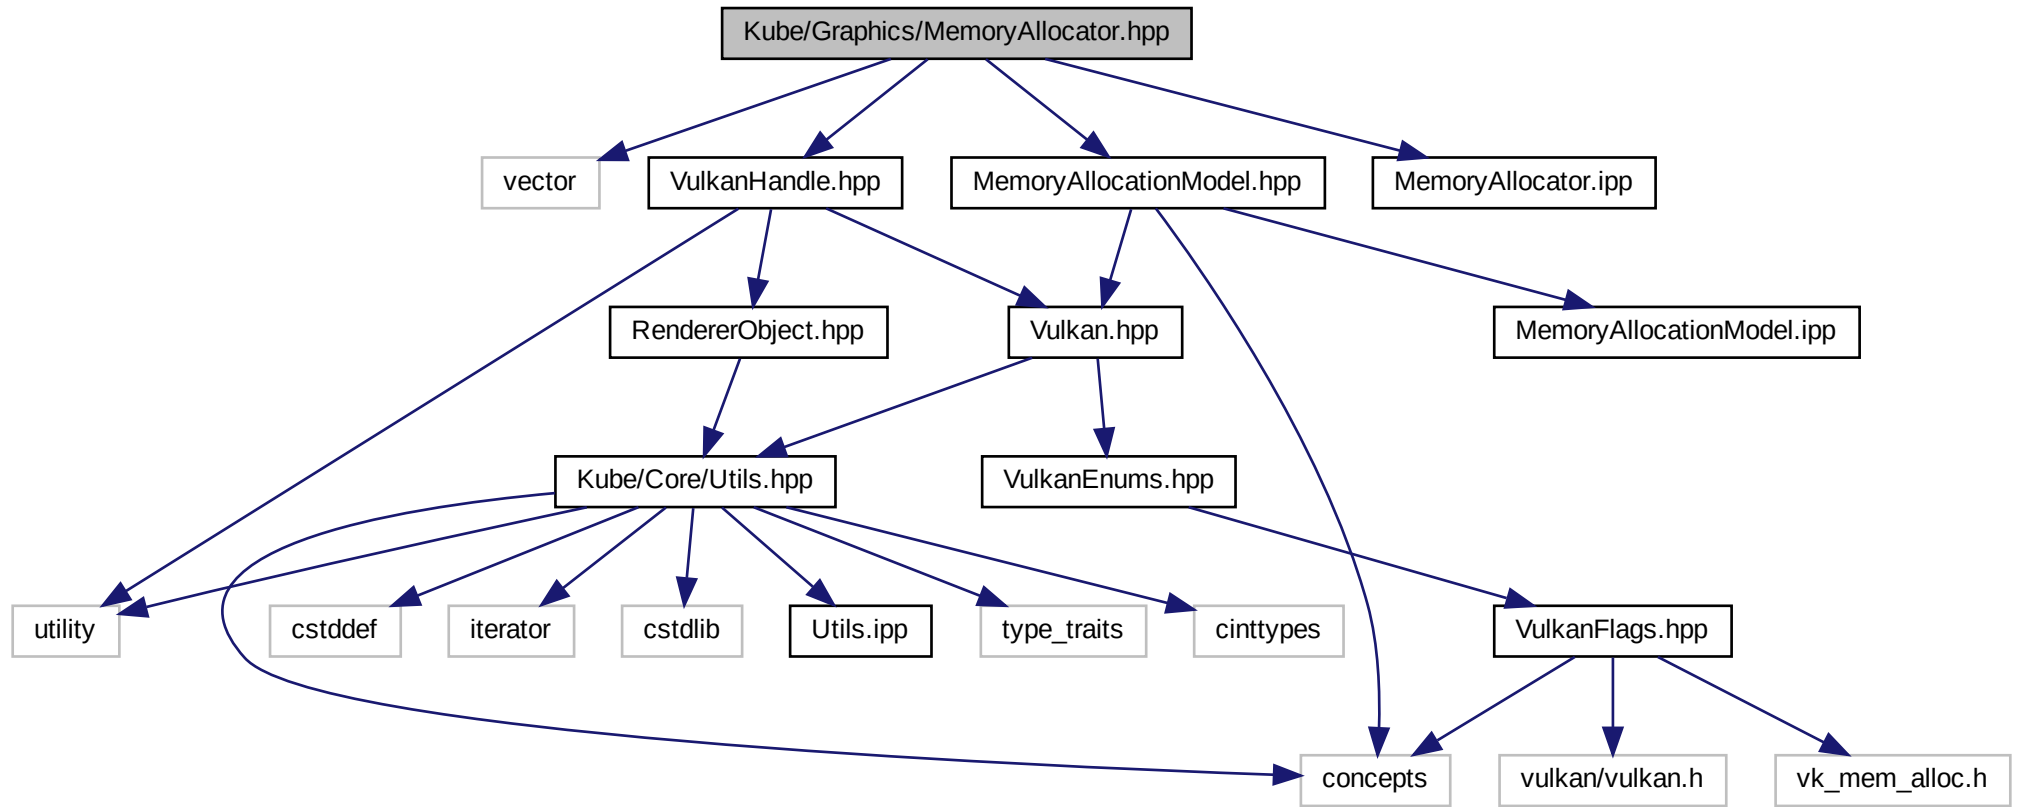 Kube/Graphics/MemoryAllocator.hpp
vector
VulkanHandle.hpp
MemoryAllocationModel.hpp
MemoryAllocator.ipp
RendererObject.hpp
Vulkan.hpp
MemoryAllocationModel.ipp
Kube/Core/Utils.hpp
VulkanEnums.hpp
utility
cstddef
iterator
cstdlib
Utils.ipp
type_traits
cinttypes
VulkanFlags.hpp
concepts
vulkan/vulkan.h
vk_mem_alloc.h